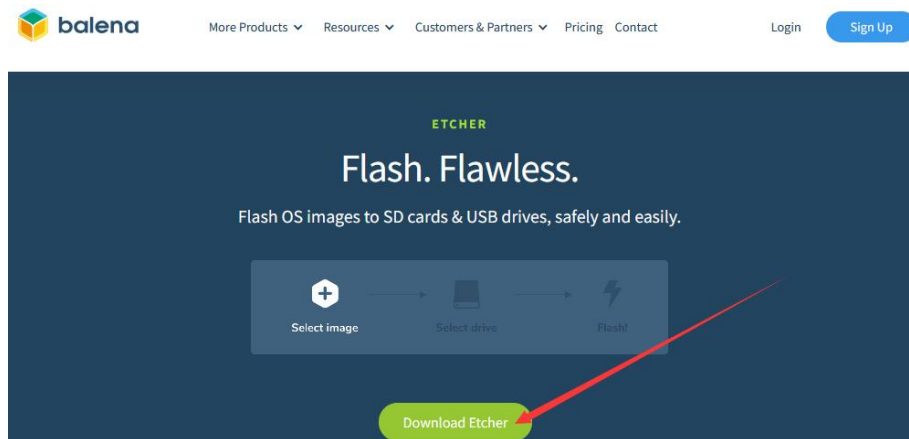 balena More Products Resources Customers & Partners Pricing Contact Login Sign Up
ETCHER
Flash. Flawless.
Flash OS images to SD cards & USB drives, safely and easily.
Select image Select drive Flash!
Download Etcher